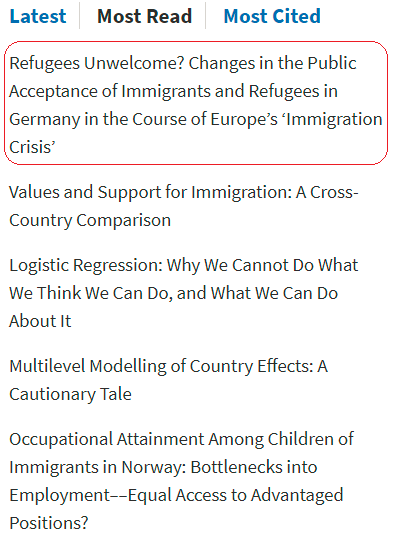 Latest Most Read Most Cited
Refugees Unwelcome? Changes in the Public
Acceptance of Immigrants and Refugees in
Germany in the Course of Europe’s ‘Immigration
Crisis’
Values and Support for Immigration: A Cross-
Country Comparison
Logistic Regression: Why We Cannot Do What
We Think We Can Do, and What We Can Do
About It
Multilevel Modelling of Country Effects: A
Cautionary Tale
Occupational Attainment Among Children of
Immigrants in Norway: Bottlenecks into
Employment––Equal Access to Advantaged
Positions?